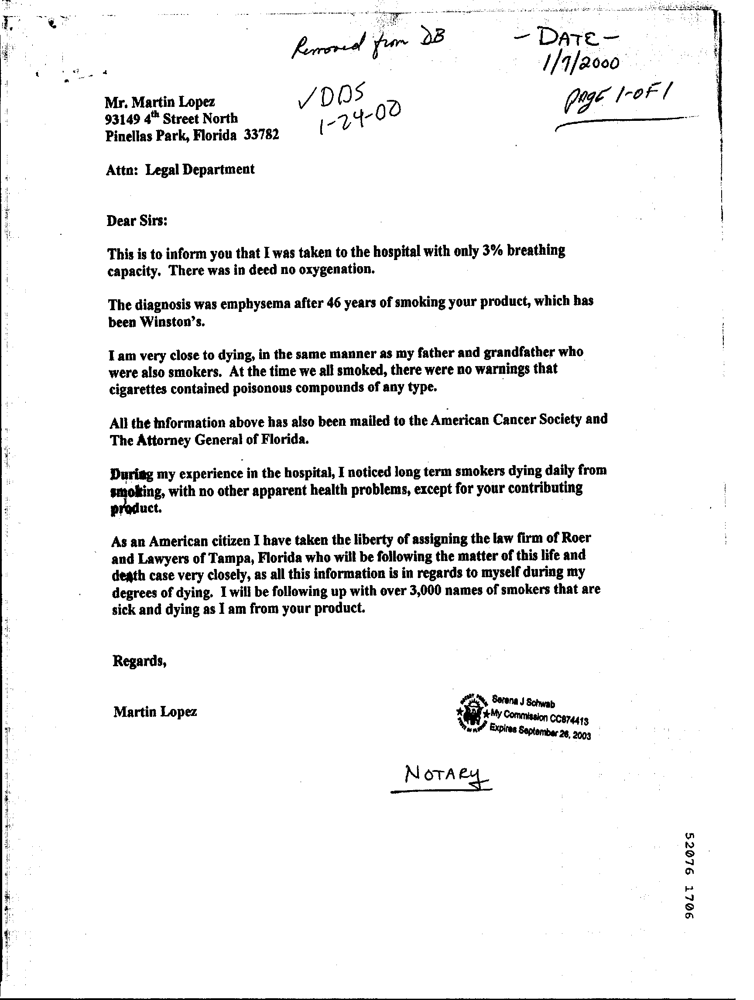 Removed from DB
- DATE -
1/7/2000
page 1-of 1
✓DDS
1-24-00
Mr. Martin Lopez
93149 4th Street North
Pinellas Park, Florida 33782
Attn: Legal Department
Dear Sirs:
This is to inform you that I was taken to the hospital with only 3% breathing
capacity. There was in deed no oxygenation.
The diagnosis was emphysema after 46 years of smoking your product, which has
been Winston's.
I am very close to dying, in the same manner as my father and grandfather who
were also smokers. At the time we all smoked, there were no warnings that
cigarettes contained poisonous compounds of any type.
All the information above has also been mailed to the American Cancer Society and
The Attorney General of Florida.
During my experience in the hospital, I noticed long term smokers dying daily from
smoking, with no other apparent health problems, except for your contributing
product.
As an American citizen I have taken the liberty of assigning the law firm of Roer
and Lawyers of Tampa, Florida who will be following the matter of this life and
death case very closely, as all this information is in regards to myself during my
degrees of dying. I will be following up with over 3,000 names of smokers that are
sick and dying as I am from your product.
Regards,
Martin Lopez
Serena J Schwab
My Commission CC874413
Expires September 26, 2003
NOTARY
52076 1706